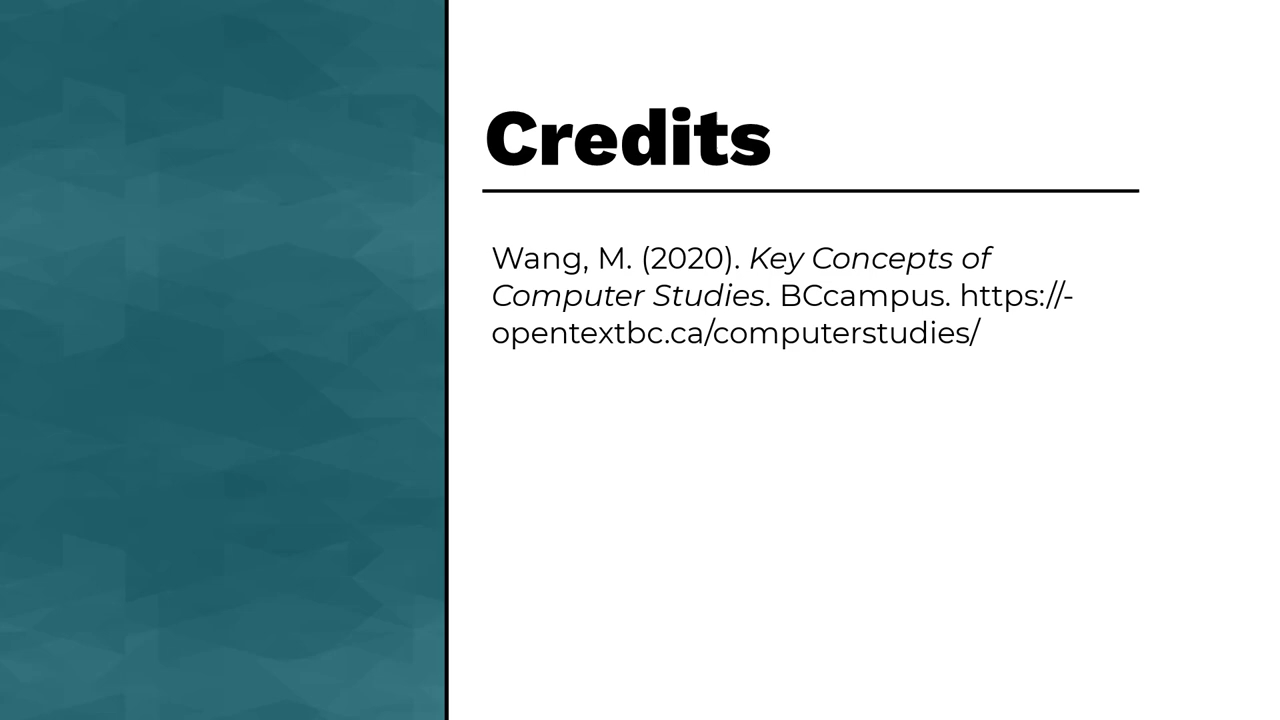 Credits
Wang, M. (2020). Key Concepts of
Computer Studies. BCcampus. https://-
opentextbc.ca/computerstudies/